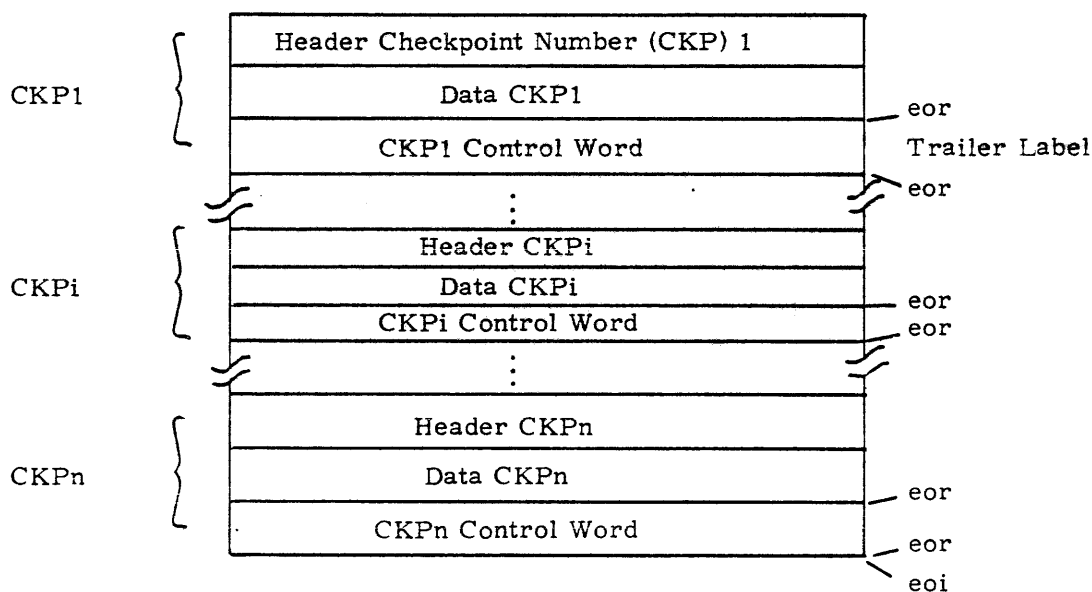 Header Checkpoint Number (CKP) 1
CKP1
Data CKP1
eor
CKP1 Control Word
Trailer Label
eor
Header CKPi
CKPi
Data CKPi
eor
CKPi Control Word
eor
Header CKPn
CKPn
Data CKPn
eor
CKPn Control Word
eor
eoi